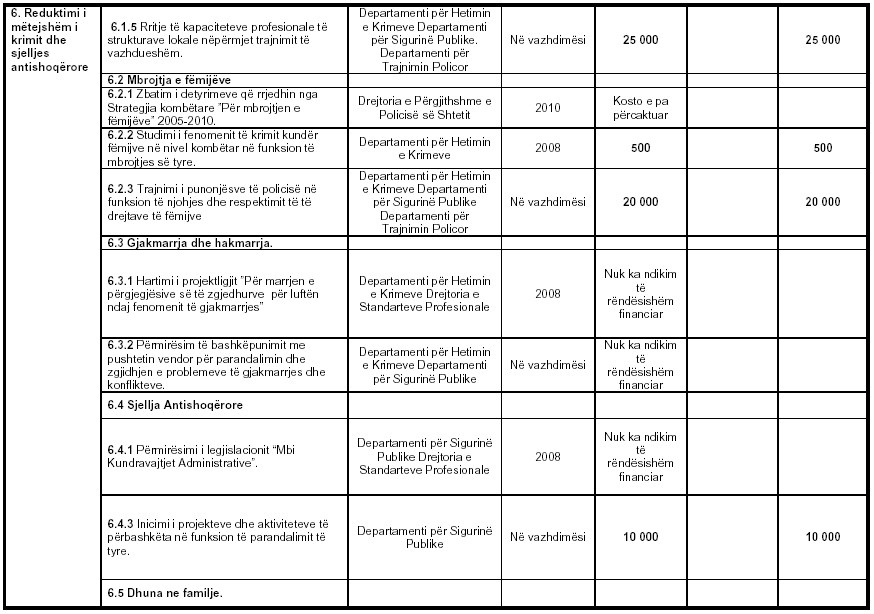 6. Reduktimi i
mëtejshëm i
krimit dhe
sjelljes
antishoqërore
6.1.5 Rritje të kapaciteteve profesionale të
strukturave lokale nëpërmjet trajnimit të
vazhdueshëm.
Departamenti për Hetimin
e Krimeve Departamenti
për Sigurinë Publike.
Departamenti për
Trajnimin Policor
Në vazhdimësi
25 000
25 000
6.2 Mbrojtja e fëmijëve
6.2.1 Zbatim i detyrimeve që rrjedhin nga
Strategjia kombëtare ”Për mbrojtjen e
fëmijëve” 2005-2010.
Drejtoria e Përgjithshme e
Policisë së Shtetit
2010
Kosto e pa
përcaktuar
6.2.2 Studimi i fenomenit të krimit kundër
fëmijve në nivel kombëtar në funksion të
mbrojtjes së tyre.
Departamenti për Hetimin
e Krimeve
2008
500
500
6.2.3 Trajnimi i punonjësve të policisë në
funksion të njohjes dhe respektimit të të
drejtave të fëmijve
Departamenti për Hetimin
e Krimeve Departamenti
për Sigurinë Publike
Departamenti për
Trajnimin Policor
Në vazhdimësi
20 000
20 000
6.3 Gjakmarrja dhe hakmarrja.
6.3.1 Hartimi i projektligjit ”Për marrjen e
përgjegjësive së të zgjedhurve për luftën
ndaj fenomenit të gjakmarrjes”
Departamenti për Hetimin
e Krimeve Drejtoria e
Standarteve Profesionale
2008
Nuk ka ndikim
të
rëndësishëm
financiar
6.3.2 Përmirësim të bashkëpunimit me
pushtetin vendor për parandalimin dhe
zgjidhjen e problemeve të gjakmarrjes dhe
konflikteve.
Departamenti për Hetimin
e Krimeve Departamenti
për Sigurinë Publike
Në vazhdimësi
Nuk ka ndikim
të
rëndësishëm
financiar
6.4 Sjellja Antishoqërore
6.4.1 Përmirësimi i legjislacionit “Mbi
Kundravajtjet Administrative”.
Departamenti për Sigurinë
Publike Drejtoria e
Standarteve Profesionale
2008
Nuk ka ndikim
të
rëndësishëm
financiar
6.4.3 Inicimi i projekteve dhe aktiviteteve të
përbashkëta në funksion të parandalimit të
tyre.
Departamenti për Sigurinë
Publike
Në vazhdimësi
10 000
10 000
6.5 Dhuna ne familje.